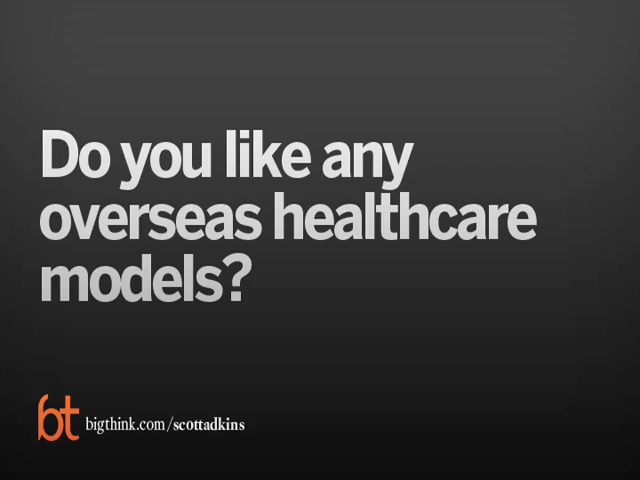 Do you like any
overseas healthcare
models?
bt bigthink.com/scottadkins